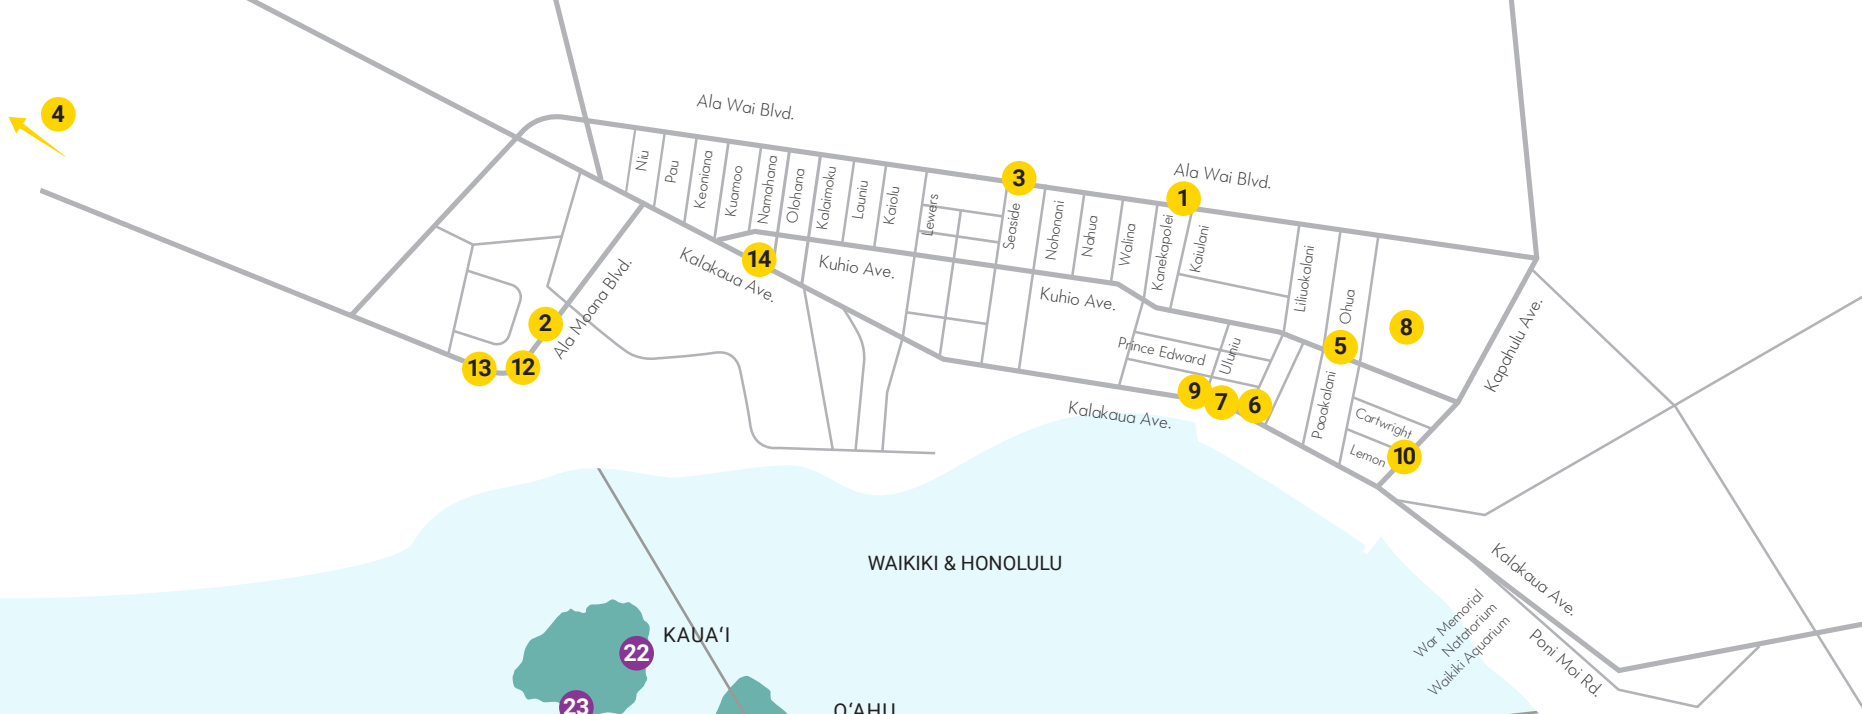 Ala Wai Blvd.
4
Niu
Pau
Keoniana
Kuamoo
Namahana
Olohana
Kalaimoku
Launiu
Kaiolu
Lewers
3
Seaside
Nohonani
Nahua
Walina
Kanekapolei
Ala Wai Blvd.
1
Kaiulani
Liliuokalani
Ohua
8
5
Kapahulu Ave.
14
Kalakaua Ave.
Kuhio Ave.
Kuhio Ave.
2
Ala Moana Blvd.
13
12
Prince Edward
Uluniu
9
7
6
Kalakaua Ave.
Paoakalani
Cartwright
Lemon
10
WAIKIKI & HONOLULU
Kalakaua Ave.
War Memorial
Natatorium
Waikiki Aquarium
Poni Moi Rd.
KAUAʻI
22
23
OʻAHU